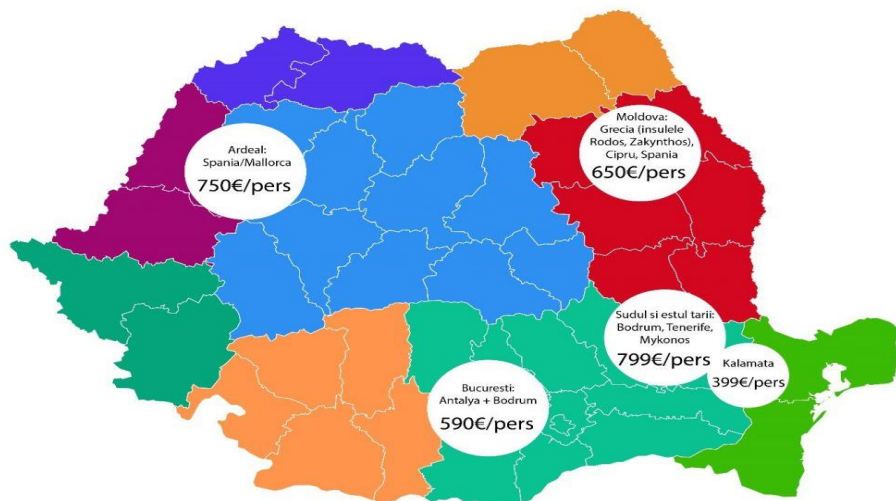 Ardeal:
Spania/Mallorca
750€/pers
Moldova:
Grecia (insulele
Rodos, Zakynthos),
Cipru, Spania
650€/pers
Sudul si estul tarii:
Bodrum, Tenerife,
Mykonos
799€/pers
Kalamata
399€/pers
Bucuresti:
Antalya + Bodrum
590€/pers